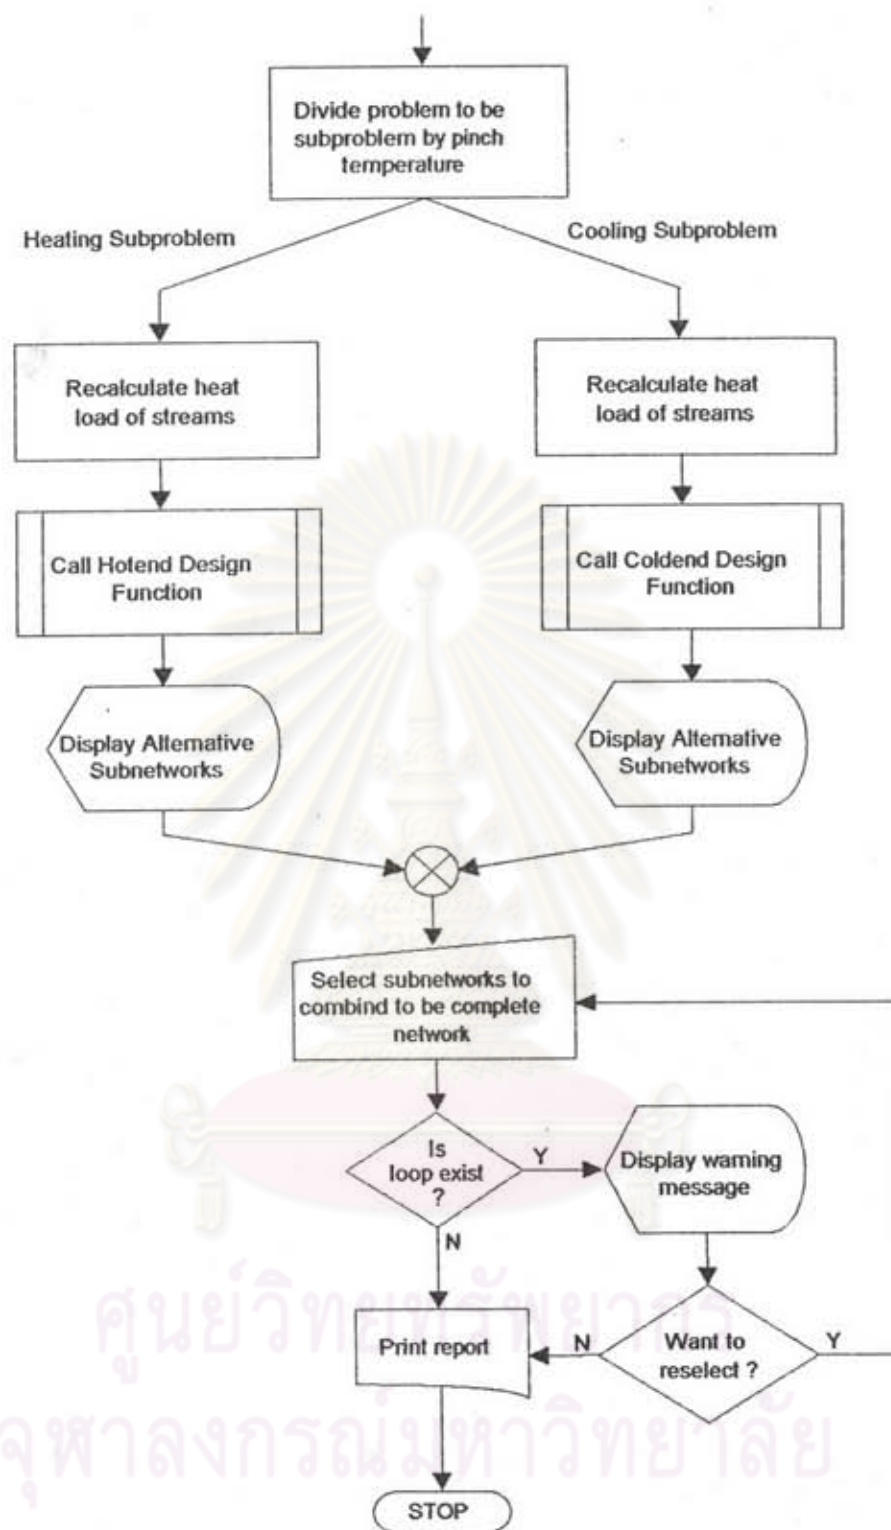 Divide problem to be
subproblem by pinch
temperature
Heating Subproblem
Cooling Subproblem
Recalculate heat
load of streams
Recalculate heat
load of streams
Call Hotend Design
Function
Call Coldend Design
Function
Display Alternative
Subnetworks
Display Alternative
Subnetworks
Select subnetworks to
combind to be complete
network
Is
loop exist
?
Y
Display warning
message
N
Print report
N
Want to
reselect ?
Y
STOP
ศูนย์วิทยทรัพยากร
จุฬาลงกรณ์มหาวิทยาลัย